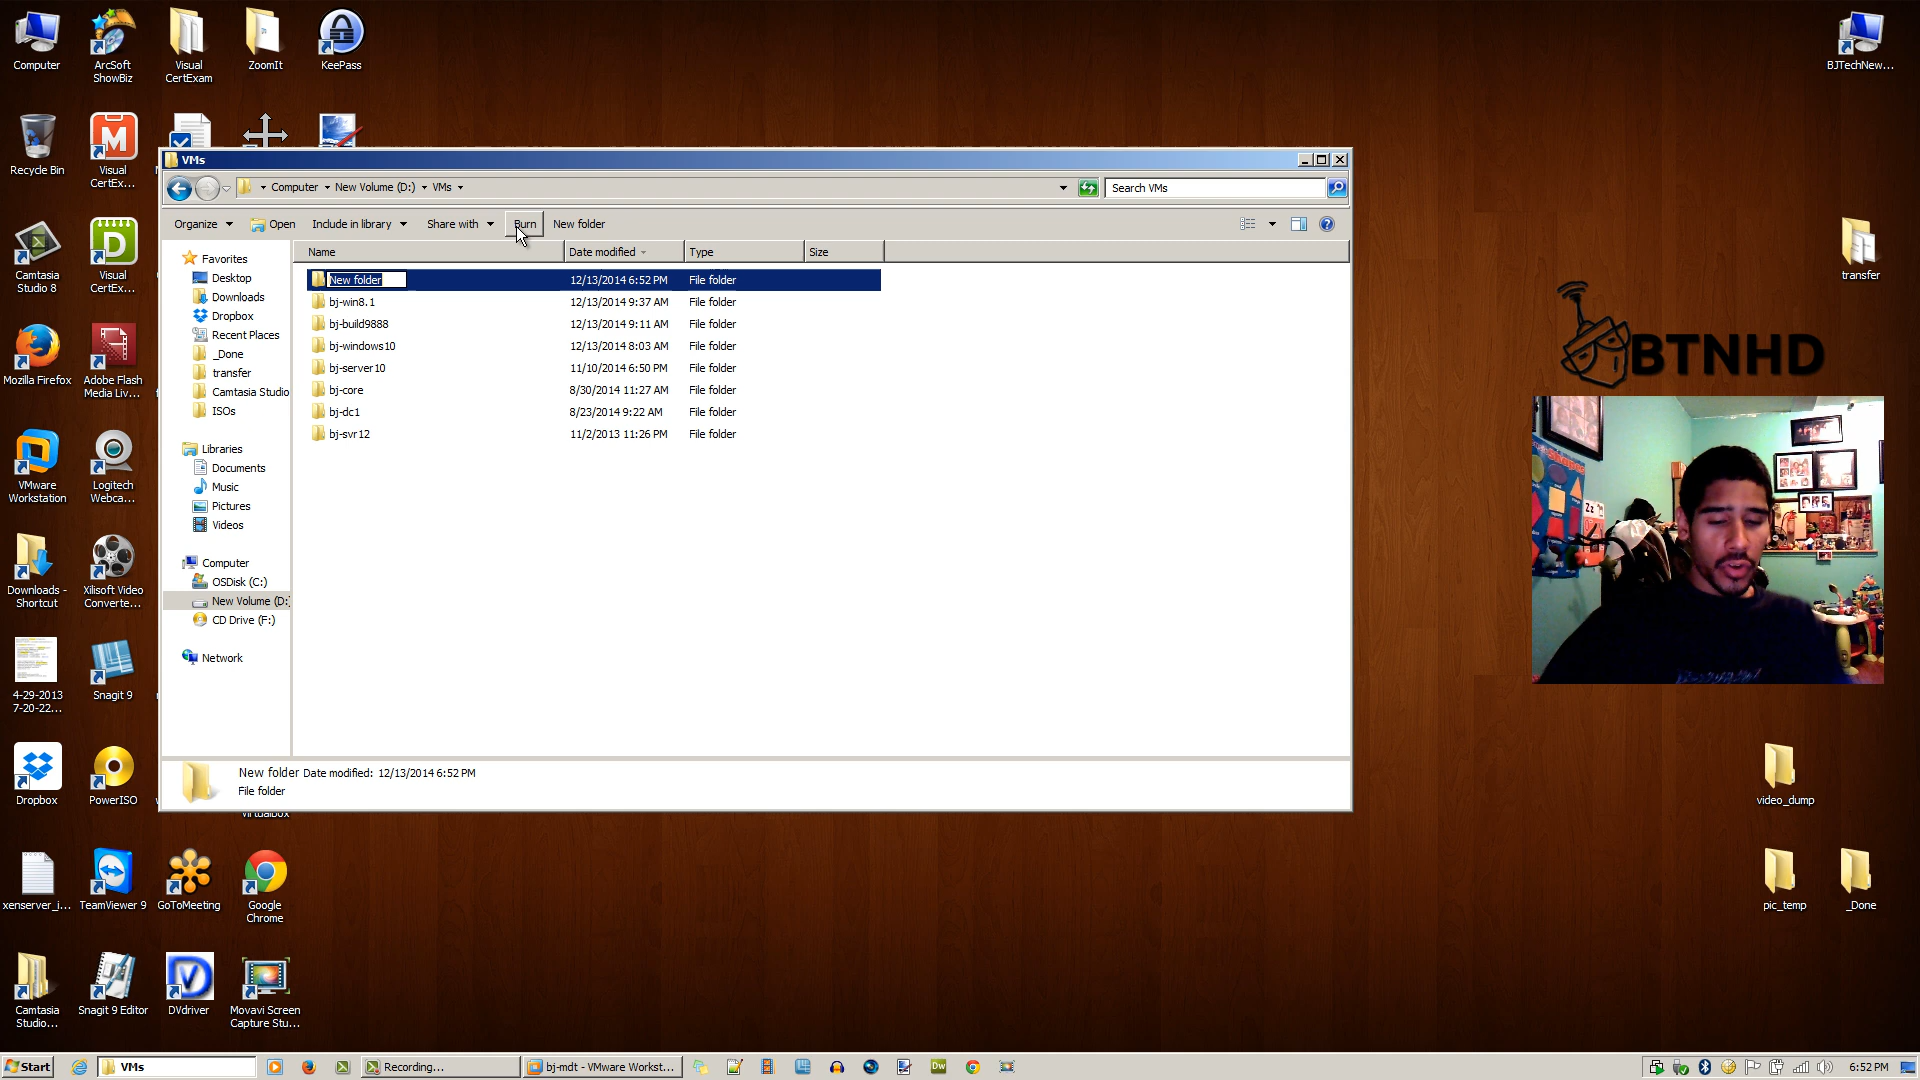 Computer
ArcSoft ShowBiz
Visual CertExam
ZoomIt
KeePass
BJTechNew...
Recycle Bin
Visual CertEx...
VMs
Computer
New Volume (D:)
VMs
Search VMs
Organize
Open
Include in library
Share with
Burn
New folder
Name
Date modified
Type
Size
New folder 12/13/2014 6:52 PM File folder
bj-win8.1 12/13/2014 9:37 AM File folder
bj-build9888 12/13/2014 9:11 AM File folder
bj-windows10 12/13/2014 8:03 AM File folder
bj-server10 11/10/2014 6:50 PM File folder
bj-core 8/30/2014 11:27 AM File folder
bj-dc1 8/23/2014 9:22 AM File folder
bj-svr12 11/2/2013 11:26 PM File folder
Favorites
Desktop
Downloads
Dropbox
Recent Places
_Done
transfer
Camtasia Studio
ISOs
Libraries
Documents
Music
Pictures
Videos
Computer
OSDisk (C:)
New Volume (D:)
CD Drive (F:)
Network
New folder Date modified: 12/13/2014 6:52 PM
File folder
Camtasia Studio 8
Visual CertEx...
transfer
BTNHD
Mozilla Firefox
Adobe Flash Media Liv...
VMware Workstation
Logitech Webca...
Downloads - Shortcut
Xilisoft Video Converte...
4-29-2013 7-20-22...
Snagit 9
Dropbox
PowerISO
Virtualbox
video_dump
xenserver_i...
TeamViewer 9
GoToMeeting
Google Chrome
pic_temp
_Done
Camtasia Studio...
Snagit 9 Editor
DVdriver
Movavi Screen Capture Stu...
Start
VMs
Recording...
bj-mdt - VMware Workst...
Dw
6:52 PM